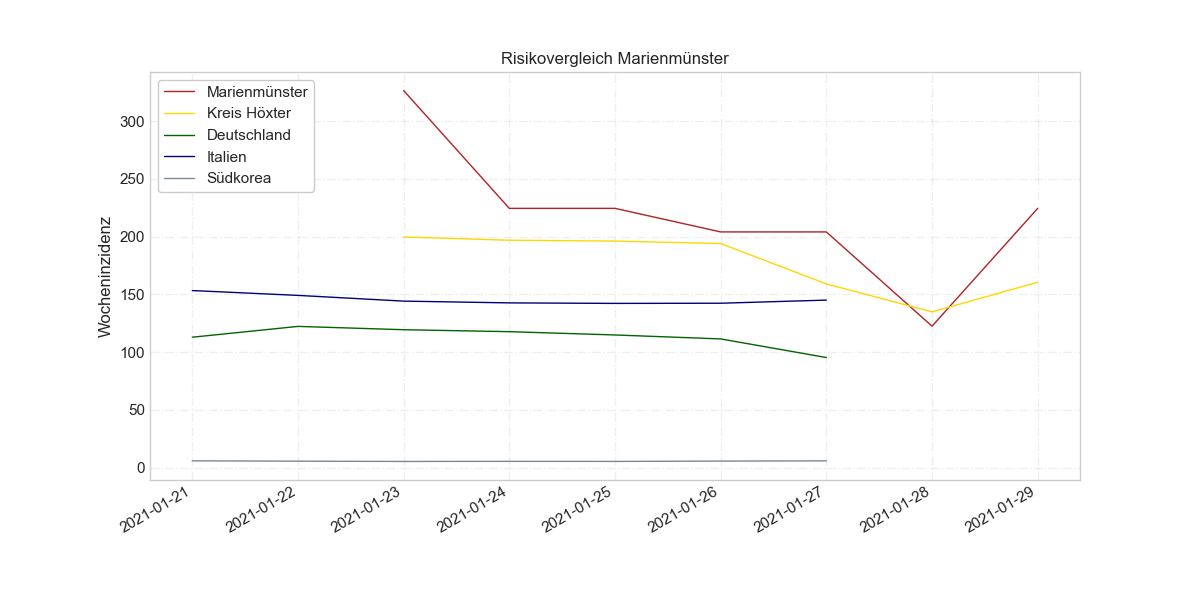 Risikovergleich Marienmünster
Marienmünster
Kreis Höxter
Deutschland
Italien
Südkorea
Wocheninzidenz
300
250
200
150
100
50
0
2021-01-21
2021-01-22
2021-01-23
2021-01-24
2021-01-25
2021-01-26
2021-01-27
2021-01-28
2021-01-29